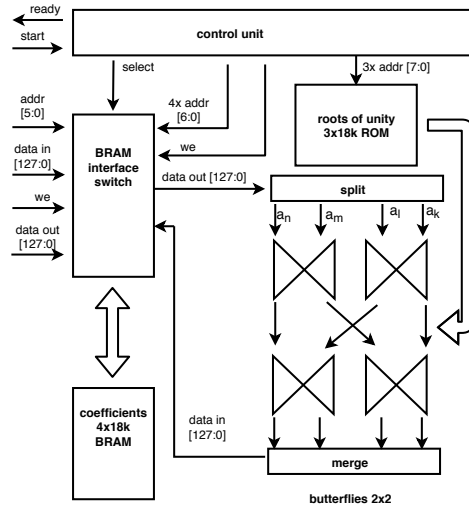 ready
control unit
start
3x addr [7:0]
select
addr
[5:0]
4x addr
[6:0]
roots of unity
3x18k ROM
BRAM
interface
switch
data in
[127:0]
we
data out [127:0]
split
we
aₙ
aₘ
aₗ
aₖ
data out
[127:0]
coefficients
4x18k
BRAM
data in
[127:0]
merge
butterflies 2x2